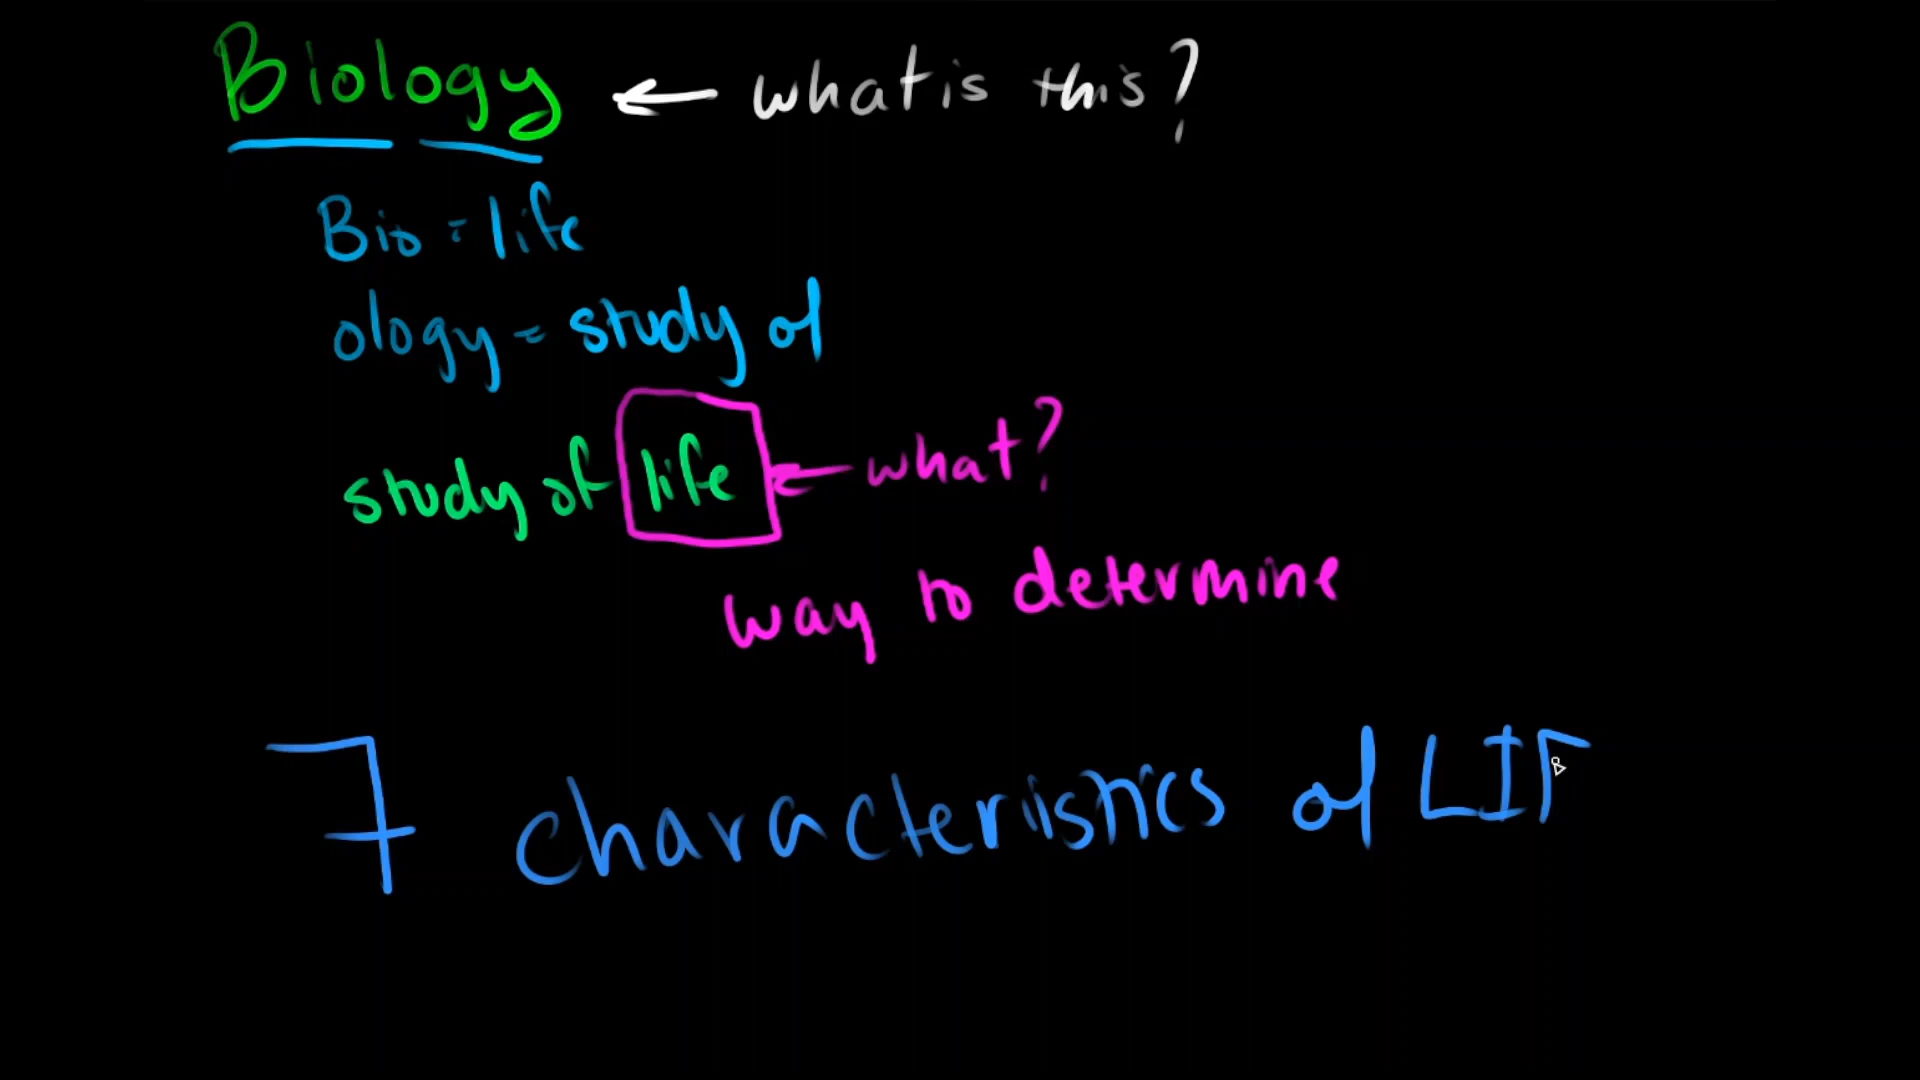 Biology ← what is this?
Bio = life
ology = study of
study of life ← what?
way to determine
7 characteristics of LIF